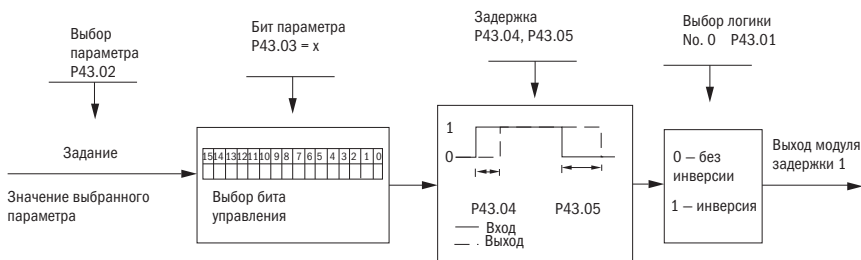 Выбор
параметра
P43.02
Бит параметра
P43.03 = x
Задержка
P43.04, P43.05
Выбор логики
No. 0 P43.01
Задание
Значение выбранного
параметра
15 14 13 12 11 10 9 8 7 6 5 4 3 2 1 0
Выбор бита
управления
1
0
P43.04 P43.05
Вход
Выход
0 – без
инверсии
1 – инверсия
Выход модуля
задержки 1